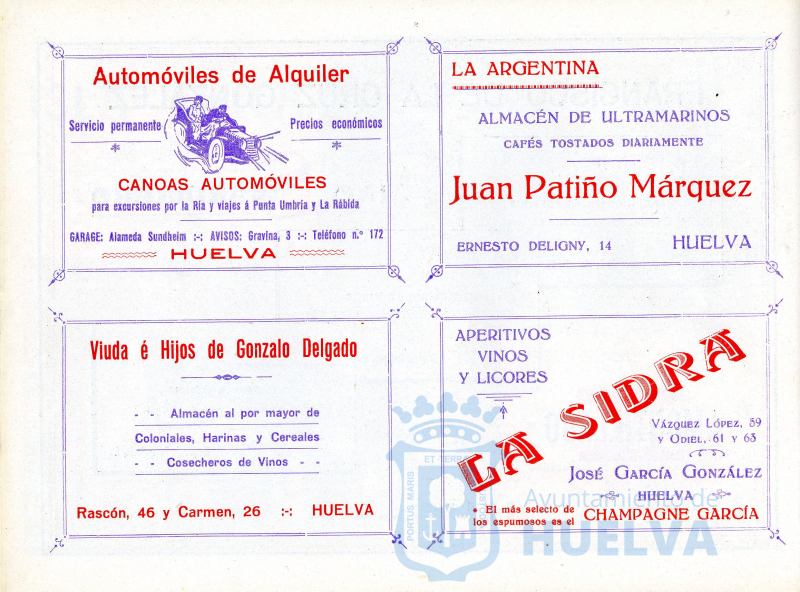 Automóviles de Alquiler
Servicio permanente
Precios económicos
CANOAS AUTOMÓVILES
para excursiones por la Ría y viajes á Punta Umbría y La Rábida
GARAGE: Alameda Sundheim :-: AVISOS: Gravina, 3 :-: Teléfono n.º 172
HUELVA
LA ARGENTINA
ALMACÉN DE ULTRAMARINOS
CAFÉS TOSTADOS DIARIAMENTE
Juan Patiño Márquez
ERNESTO DELIGNY, 14 HUELVA
Viuda é Hijos de Gonzalo Delgado
- - Almacén al por mayor de
Coloniales, Harinas y Cereales
- - Cosecheros de Vinos - -
Rascón, 46 y Carmen, 26 :-: HUELVA
APERITIVOS
VINOS
Y LICORES
LA SIDRA
VÁZQUEZ LÓPEZ, 59
Y ODIEL, 61 Y 63
JOSÉ GARCÍA GONZÁLEZ
HUELVA
* El más selecto de
los espumosos es el CHAMPAGNE GARCÍA
PORTUS MARIS
ET TERRE
Ayuntamiento de
HUELVA